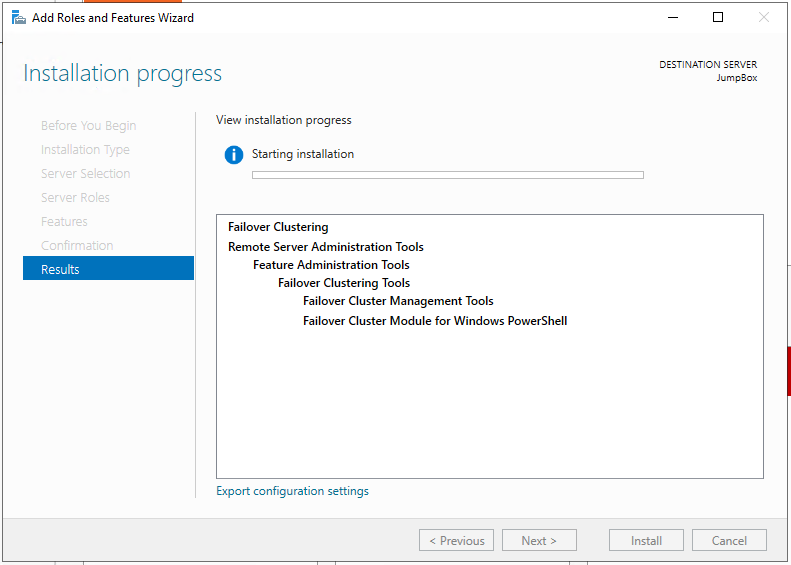 Add Roles and Features Wizard
Installation progress
DESTINATION SERVER
JumpBox
Before You Begin
Installation Type
Server Selection
Server Roles
Features
Confirmation
Results
View installation progress
Starting installation
Failover Clustering
Remote Server Administration Tools
Feature Administration Tools
Failover Clustering Tools
Failover Cluster Management Tools
Failover Cluster Module for Windows PowerShell
Export configuration settings
< Previous
Next >
Install
Cancel